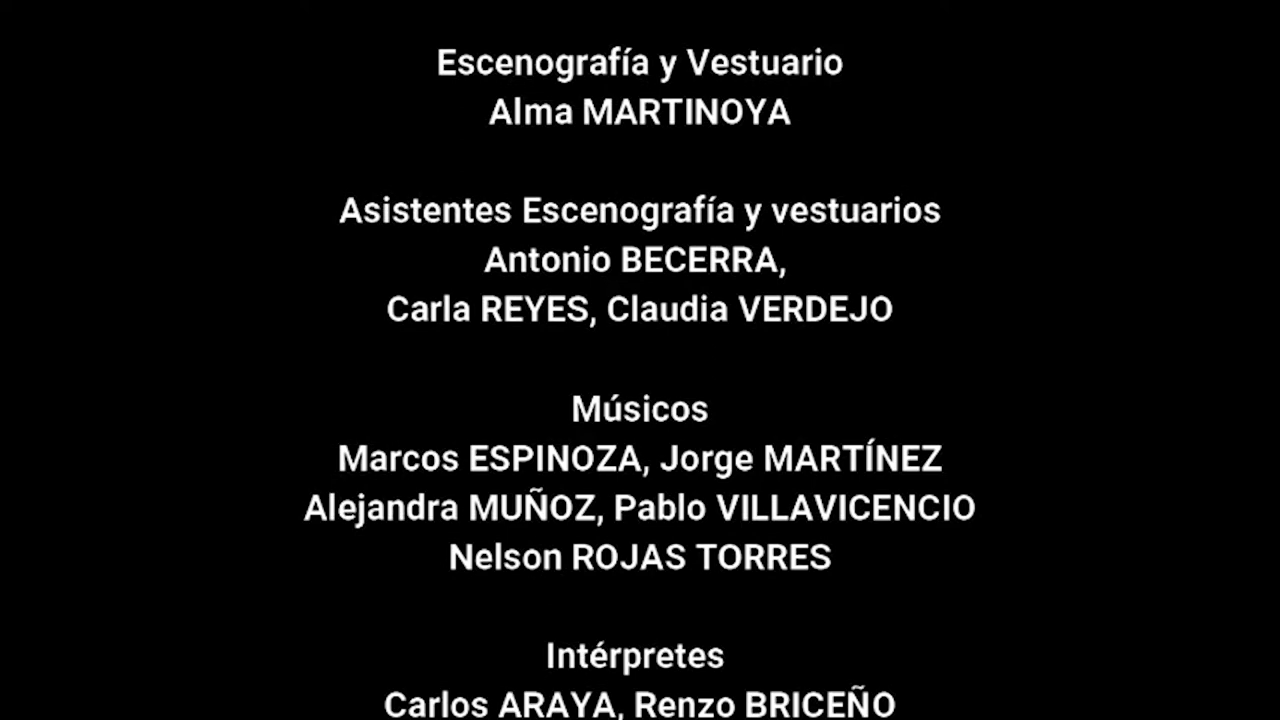 Escenografía y Vestuario
Alma MARTINOYA
Asistentes Escenografía y vestuarios
Antonio BECERRA,
Carla REYES, Claudia VERDEJO
Músicos
Marcos ESPINOZA, Jorge MARTÍNEZ
Alejandra MUÑOZ, Pablo VILLAVICENCIO
Nelson ROJAS TORRES
Intérpretes
Carlos ARAYA, Renzo BRICEÑO